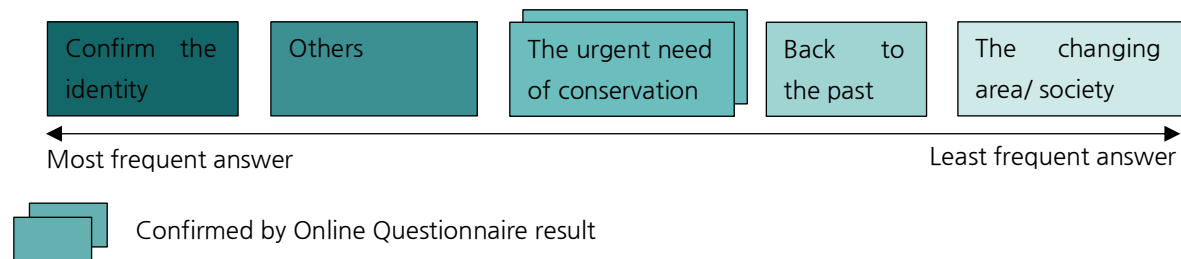 Confirm the
identity
Others
The urgent need
of conservation
Back to
the past
The changing
area/ society
Most frequent answer
Least frequent answer
Confirmed by Online Questionnaire result